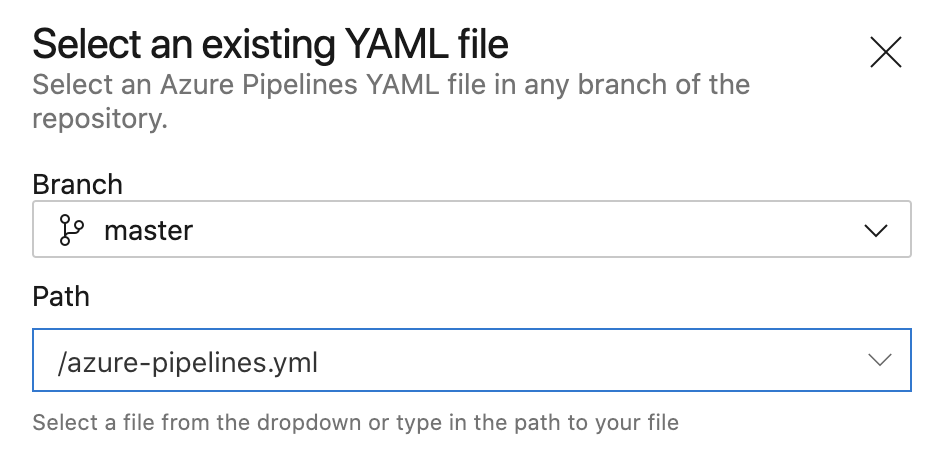 Select an existing YAML file
Select an Azure Pipelines YAML file in any branch of the
repository.
Branch
master
Path
/azure-pipelines.yml
Select a file from the dropdown or type in the path to your file